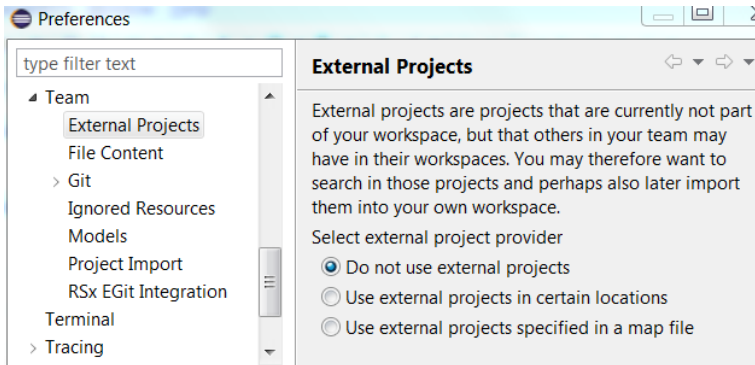 Preferences
type filter text
Team
External Projects
File Content
Git
Ignored Resources
Models
Project Import
RSx EGit Integration
Terminal
Tracing
External Projects
External projects are projects that are currently not part
of your workspace, but that others in your team may
have in their workspaces. You may therefore want to
search in those projects and perhaps also later import
them into your own workspace.
Select external project provider
Do not use external projects
Use external projects in certain locations
Use external projects specified in a map file